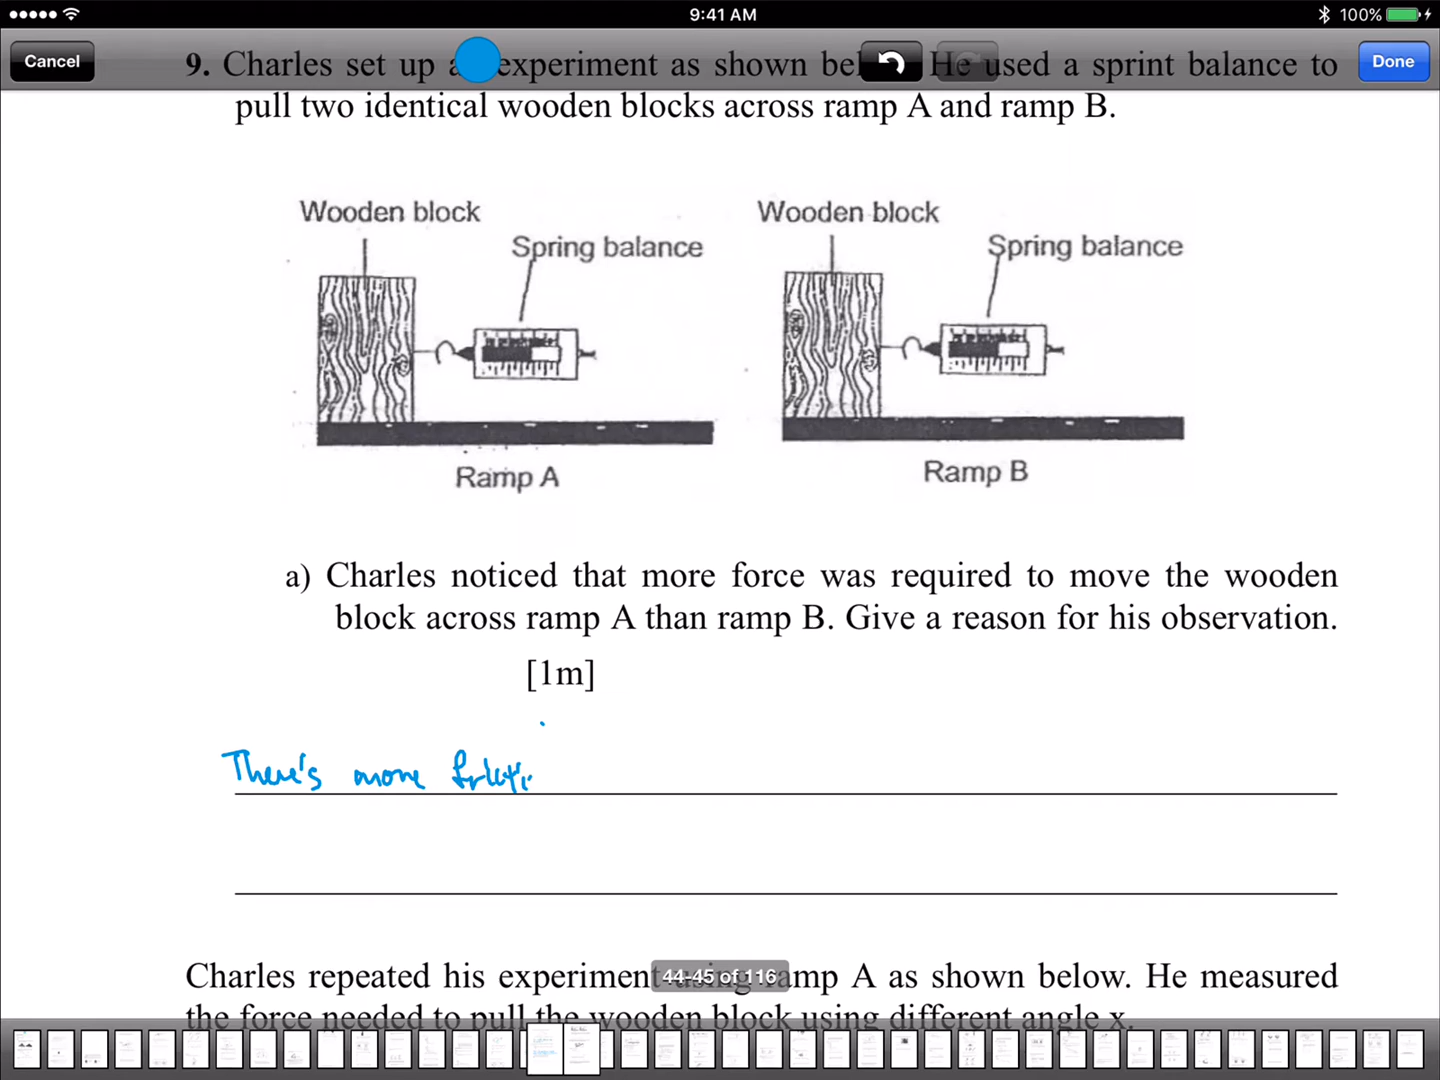 9:41 AM
100%
Cancel
Done
9. Charles set up experiment as shown He used a sprint balance to
pull two identical wooden blocks across ramp A and ramp B.
Wooden block
Spring balance
Ramp A
Wooden block
Spring balance
Ramp B
a) Charles noticed that more force was required to move the wooden
block across ramp A than ramp B. Give a reason for his observation.
[1m]
There's more
Charles repeated his experiment using ramp A as shown below. He measured
44-45 of 116
the force needed to pull the wooden block using different angle x.